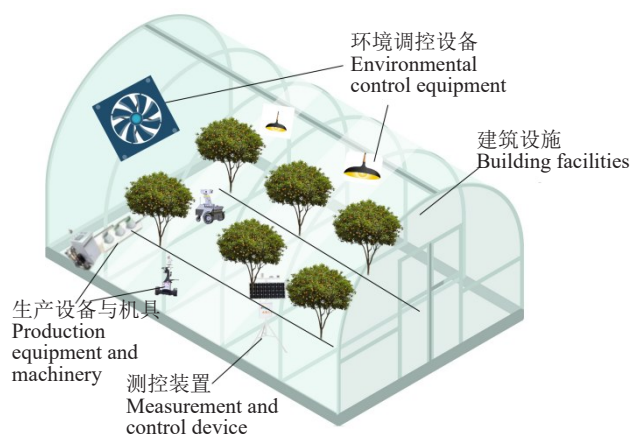 环境调控设备
Environmental
control equipment
建筑设施
Building facilities
生产设备与机具
Production
equipment and
machinery
测控装置
Measurement and
control device